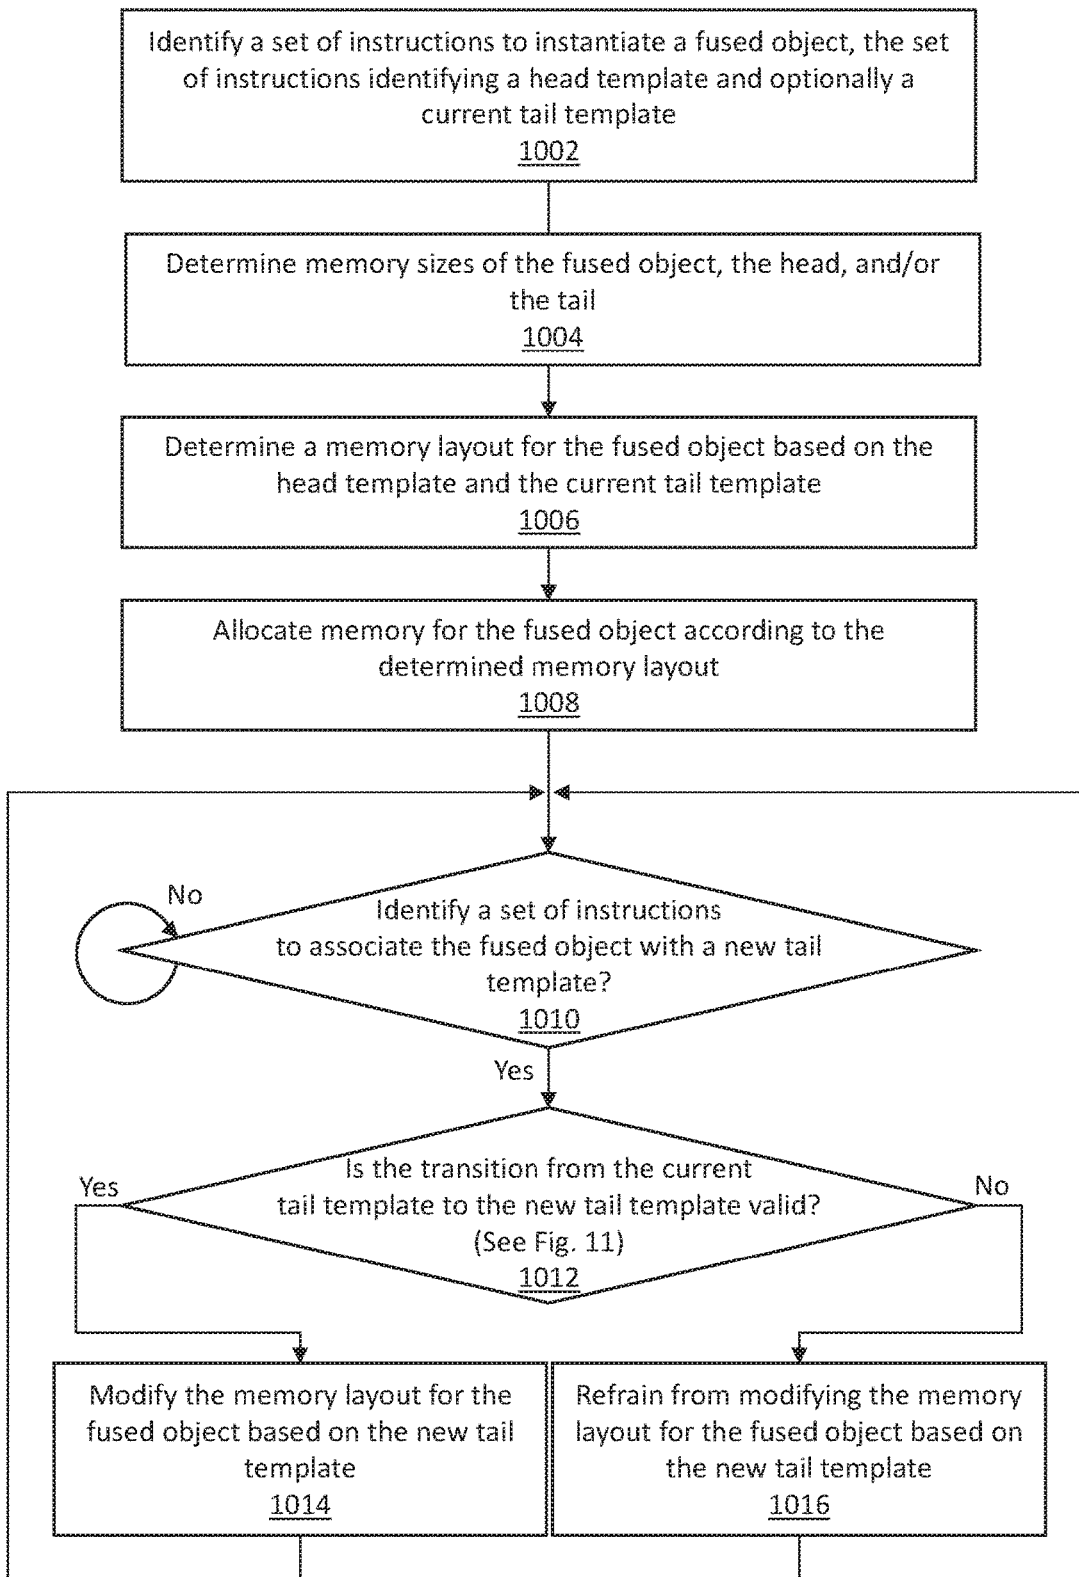 Identify a set of instructions to instantiate a fused object, the set
of instructions identifying a head template and optionally a
current tail template
1002
Determine memory sizes of the fused object, the head, and/or
the tail
1004
Determine a memory layout for the fused object based on the
head template and the current tail template
1006
Allocate memory for the fused object according to the
determined memory layout
1008
No
Identify a set of instructions
to associate the fused object with a new tail
template?
1010
Yes
Is the transition from the current
tail template to the new tail template valid?
(See Fig. 11)
1012
Yes
No
Modify the memory layout for the
fused object based on the new tail
template
1014
Refrain from modifying the memory
layout for the fused object based on
the new tail template
1016